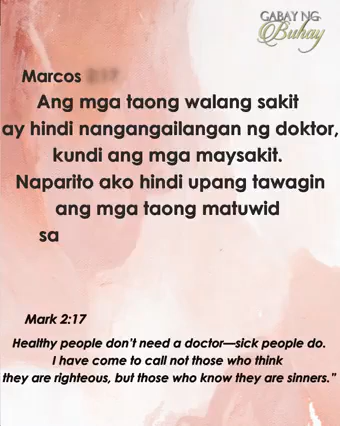 GABAY NG
Buhay
Marcos
Ang mga taong walang sakit
ay hindi nangangailangan ng doktor,
kundi ang mga maysakit.
Naparito ako hindi upang tawagin
ang mga taong matuwid
sa
Mark 2:17
Healthy people don't need a doctor—sick people do.
I have come to call not those who think
they are righteous, but those who know they are sinners."